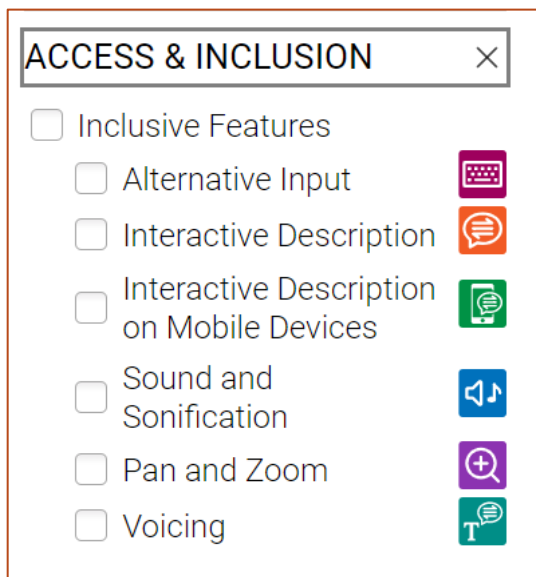 ACCESS & INCLUSION
Inclusive Features
Alternative Input
Interactive Description
Interactive Description
on Mobile Devices
Sound and
Sonification
Pan and Zoom
Voicing
T